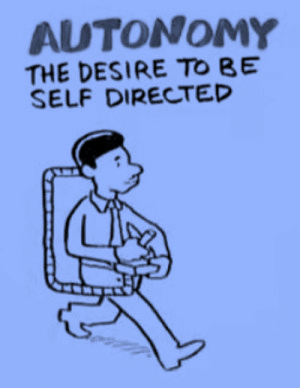 AUTONOMY
THE DESIRE TO BE
SELF DIRECTED